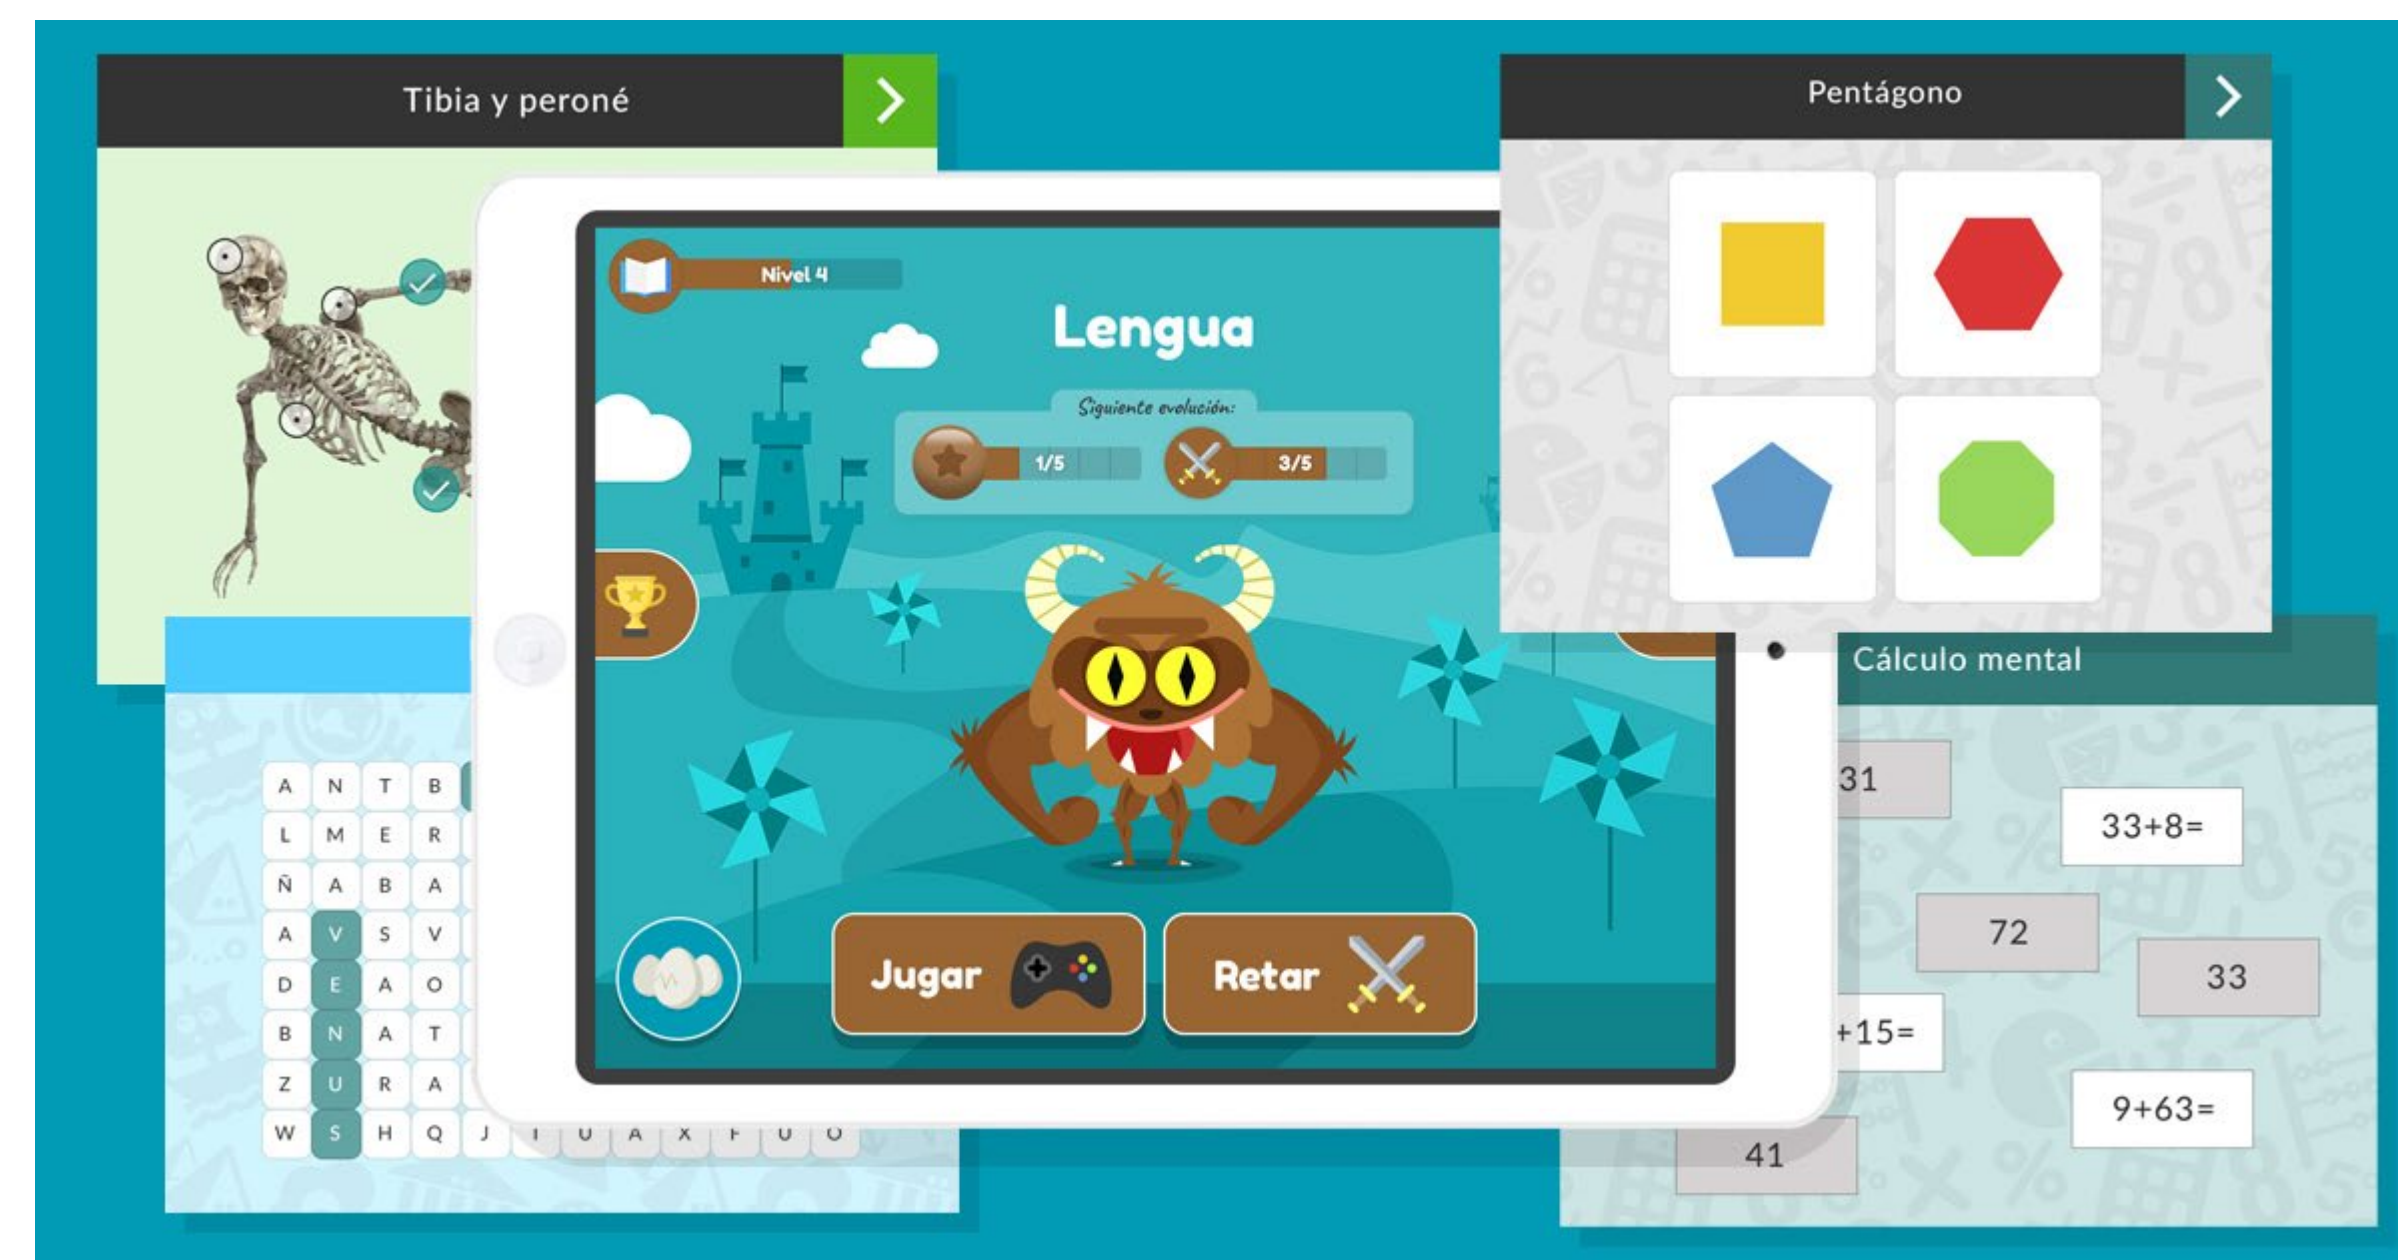 Tibia y peroné
Pentágono
Nivel 4
Lengua
Siguiente evolución:
1/5
3/5
Jugar
Retar
A N T B
L M E R
Ñ A B A
A V S V
D E A O
B N A T
Z U R A
W S H Q J I U A X F U O
Cálculo mental
31
33+8=
72
33
+15=
9+63=
41